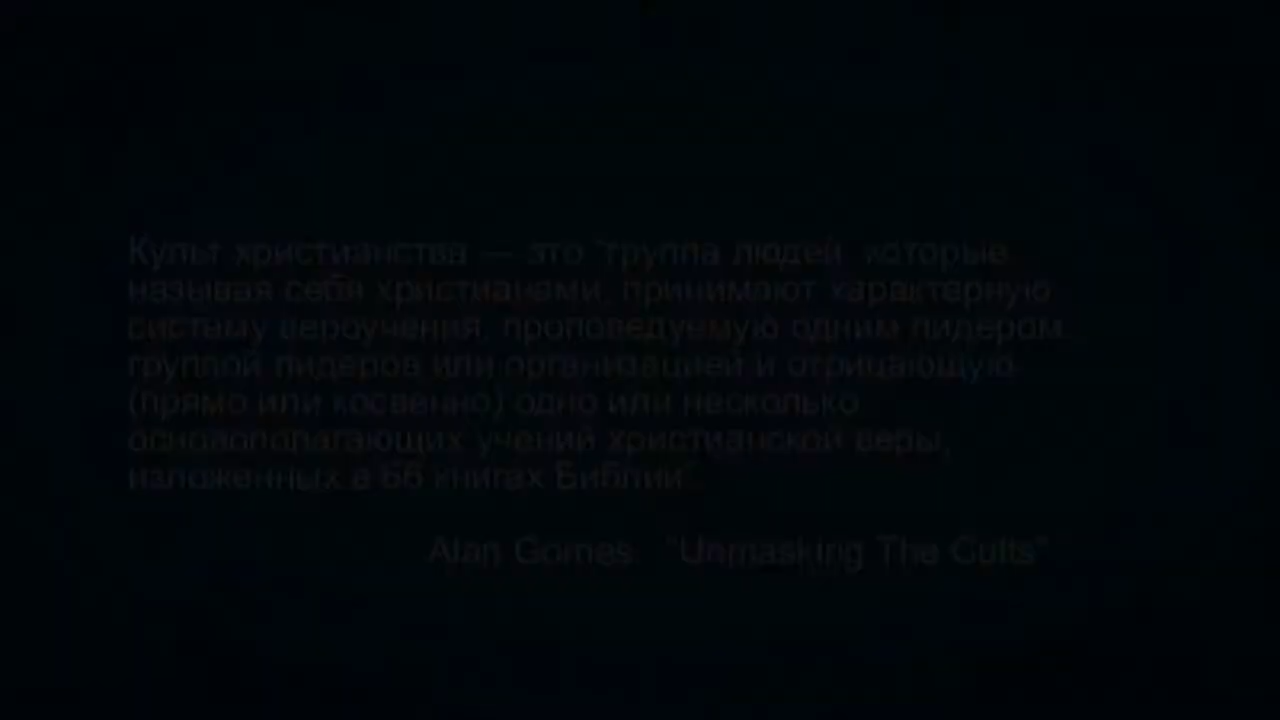 Культ христианства — это "группа людей, которые,
называя себя христианами, принимают характерную
систему вероучения, проповедуемую одним лидером,
группой лидеров или организацией и отрицающую
(прямо или косвенно) одно или несколько
основополагающих учений христианской веры,
изложенных в 66 книгах Библии".
Alan Gomes "Unmasking The Cults"